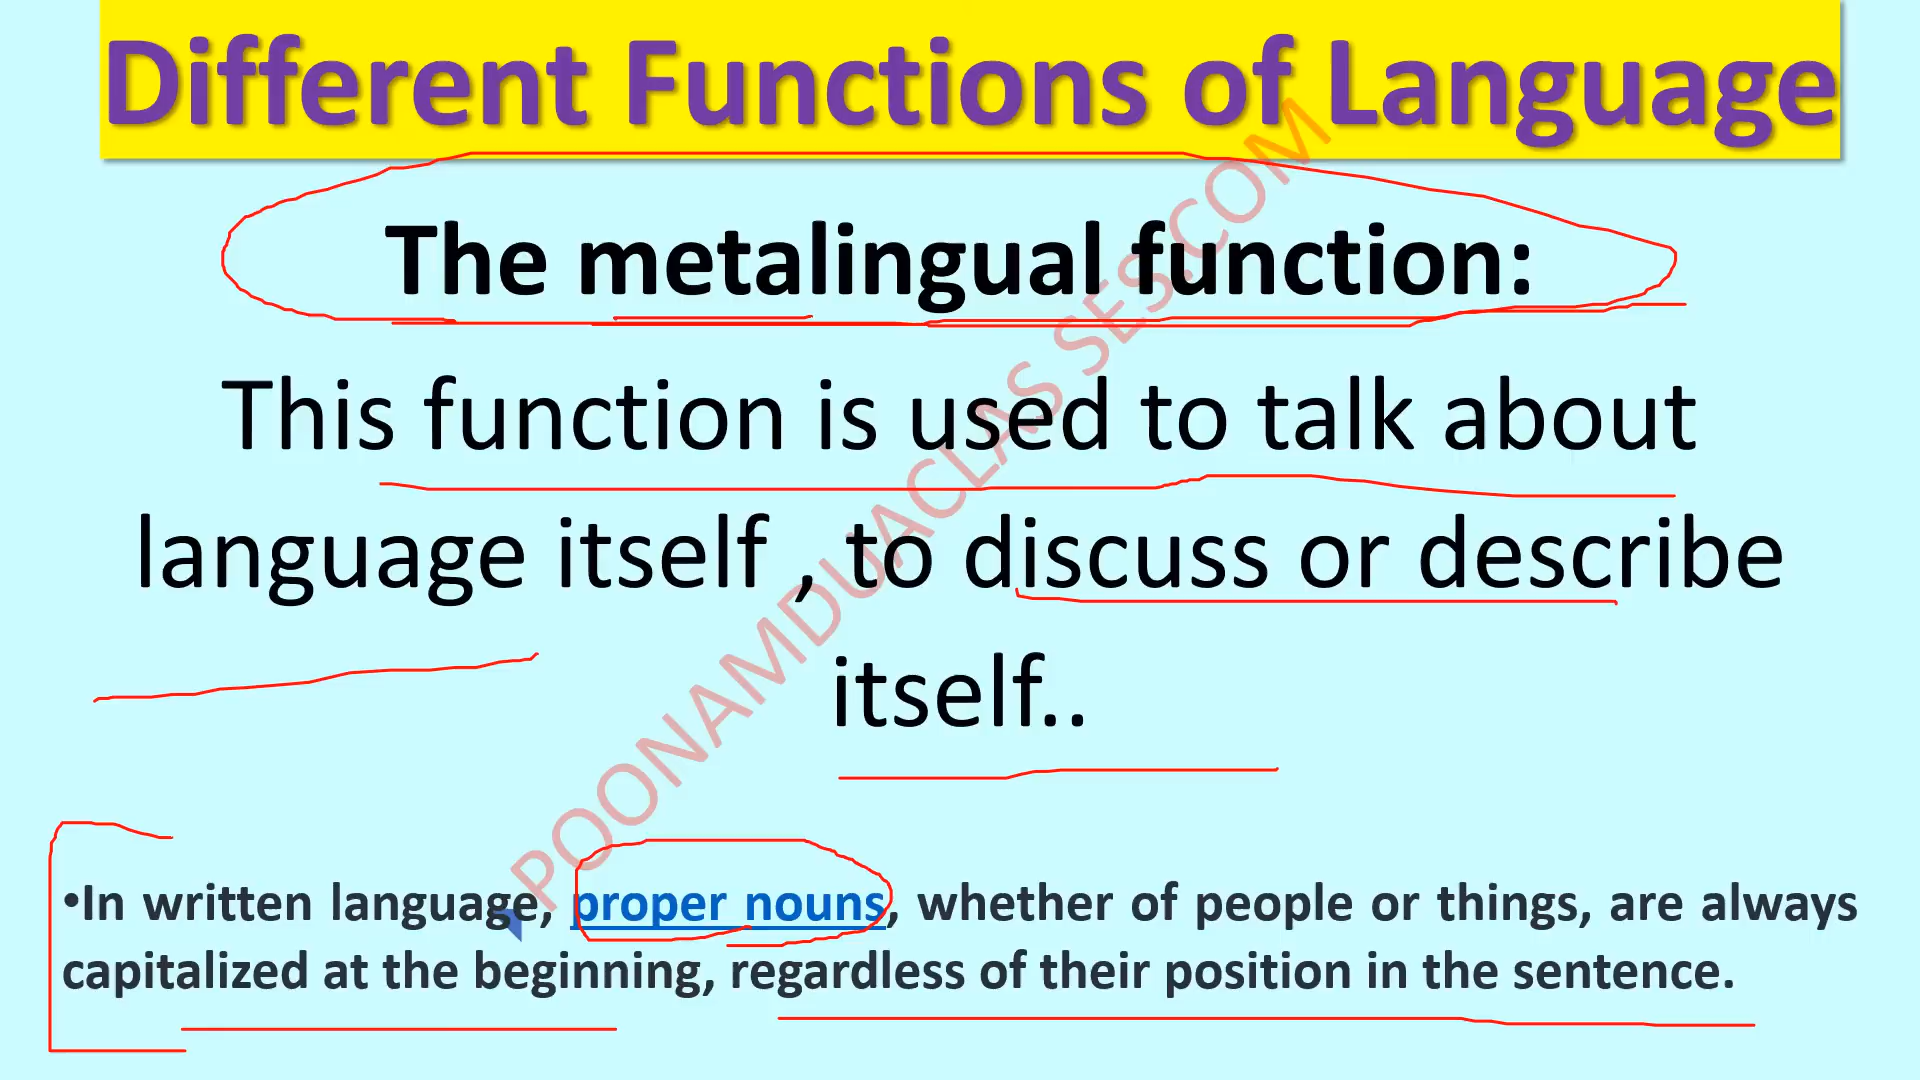 Different Functions of Language
The metalingual function:
This function is used to talk about
language itself , to discuss or describe
itself..
•In written language, proper nouns, whether of people or things, are always
capitalized at the beginning, regardless of their position in the sentence.
POONAMDUACLAS SES.COM